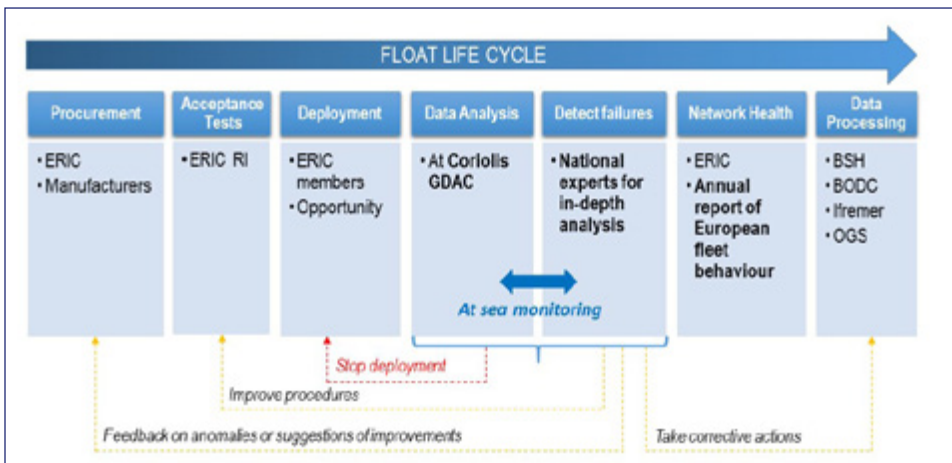 FLOAT LIFE CYCLE
Procurement
• ERIC
• Manufacturers
Acceptance
Tests
• ERIC RI
Deployment
• ERIC
members
• Opportunity
Data Analysis
• At Coriolis
GDAC
Detect failures
• National
experts for
in-depth
analysis
Network Health
• ERIC
• Annual
report of
European
fleet
behaviour
Data
Processing
• BSH
• BODC
• Ifremer
• OGS
At sea monitoring
Stop deployment
Improve procedures
Feedback on anomalies or suggestions of improvements
Take corrective actions